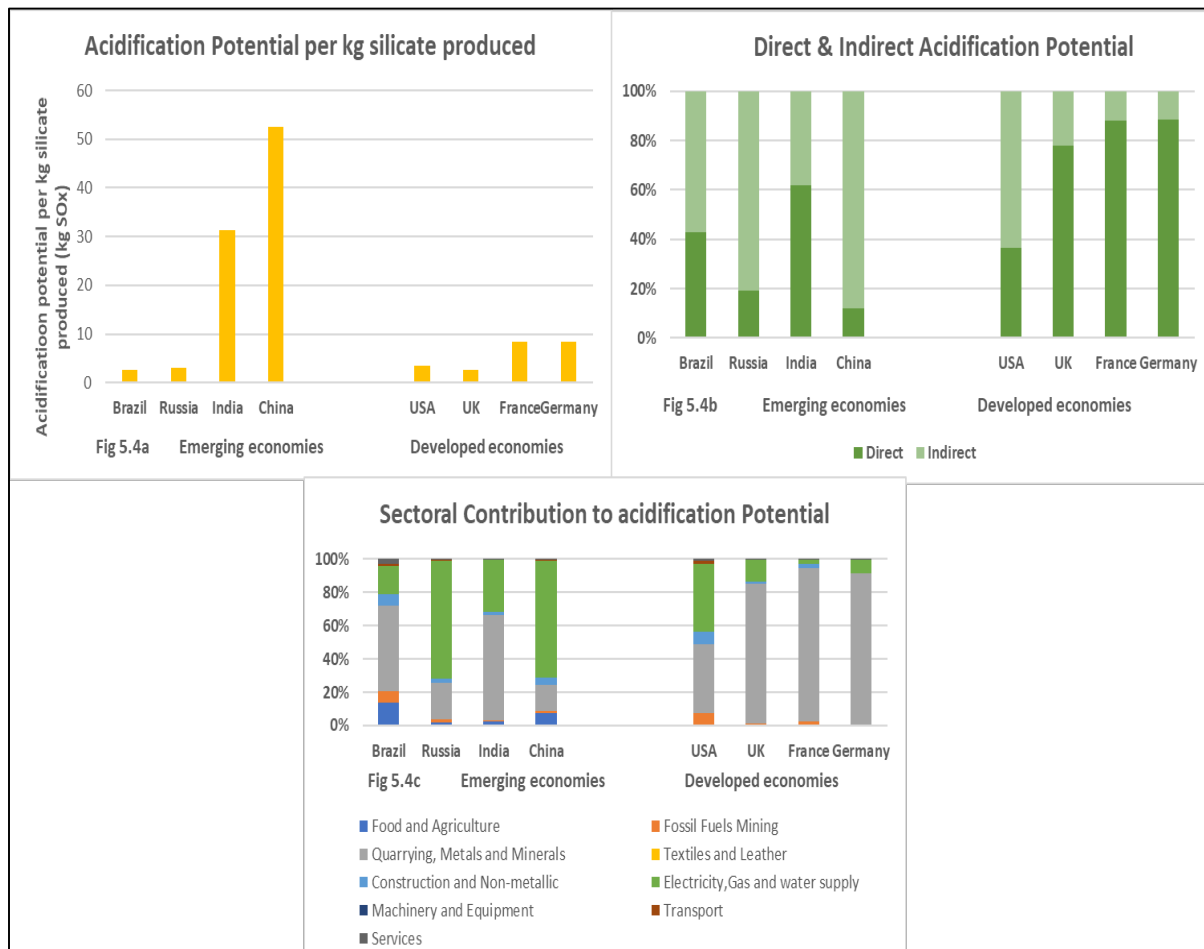 Acidification Potential per kg silicate produced
Acidificatioon potential per kg silicate
produced (kg SOx)
60
50
40
30
20
10
0
Brazil Russia India China USA UK France Germany
Fig 5.4a Emerging economies Developed economies
Direct & Indirect Acidification Potential
100%
80%
60%
40%
20%
0%
Brazil Russia India China USA UK France Germany
Fig 5.4b Emerging economies Developed economies
Direct Indirect
Sectoral Contribution to acidification Potential
100%
80%
60%
40%
20%
0%
Brazil Russia India China USA UK France Germany
Fig 5.4c Emerging economies Developed economies
Food and Agriculture Fossil Fuels Mining
Quarrying, Metals and Minerals Textiles and Leather
Construction and Non-metallic Electricity,Gas and water supply
Machinery and Equipment Transport
Services